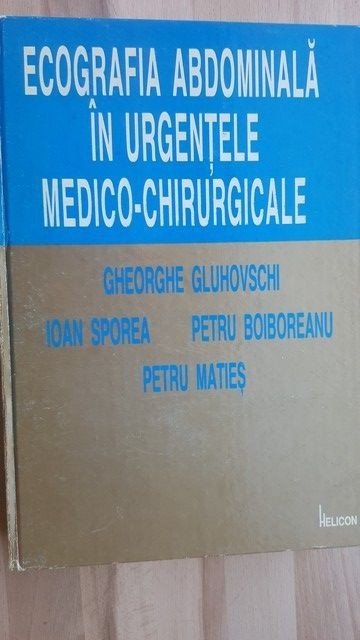 ECOGRAFIA ABDOMINALĂ
ÎN URGENȚELE
MEDICO-CHIRURGICALE
GHEORGHE GLUHOVSCHI
IOAN SPOREA PETRU BOIBOREANU
PETRU MATIEȘ
HELICON